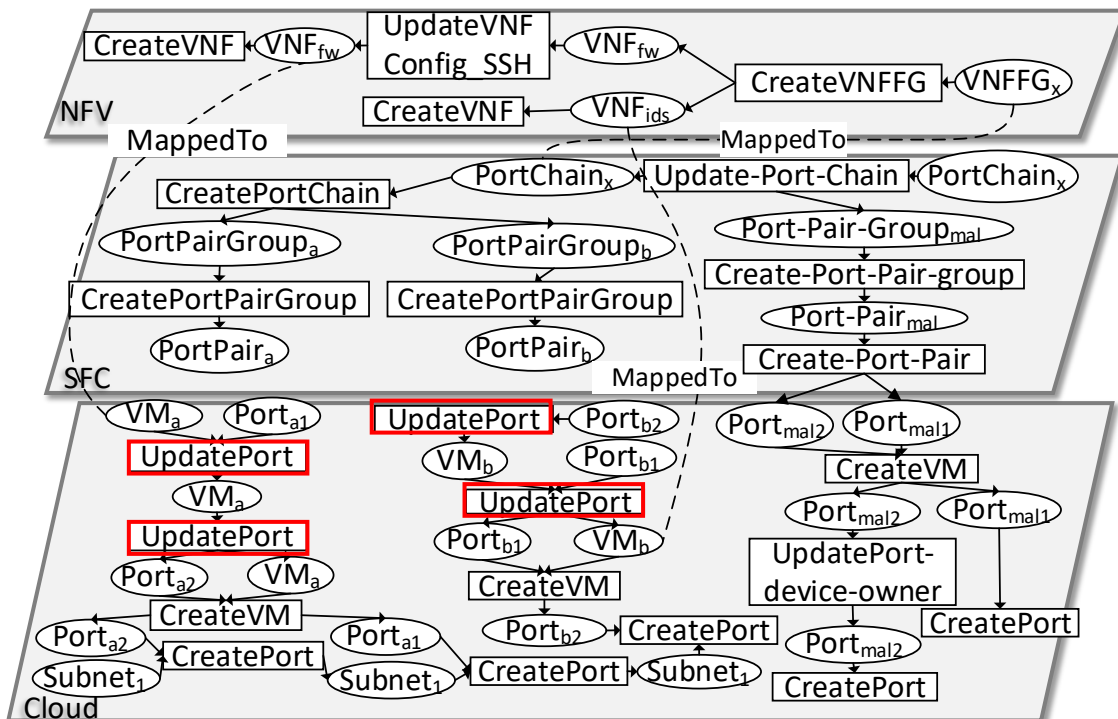 CreateVNF
VNFfw
UpdateVNF
Config_SSH
VNFfw
CreateVNFFG
VNFFGx
CreateVNF
VNFids
NFV
MappedTo
MappedTo
PortChainx
Update-Port-Chain
PortChainx
CreatePortChain
PortPairGroupa
PortPairGroupb
Port-Pair-Groupmal
CreatePortPairGroup
CreatePortPairGroup
Create-Port-Pair-group
PortPaira
PortPairb
Port-Pairmal
Create-Port-Pair
SFC
MappedTo
VMa
Porta1
UpdatePort
Portb2
Portmal2
Portmal1
UpdatePort
VMb
Portb1
CreateVM
VMa
UpdatePort
Portmal2
Portmal1
UpdatePort
Portb1
VMb
UpdatePort-
device-owner
Porta2
VMa
CreateVM
CreateVM
Porta2
Porta1
Portb2
CreatePort
CreatePort
CreatePort
Portmal2
Subnet1
Subnet1
CreatePort
Subnet1
CreatePort
Cloud